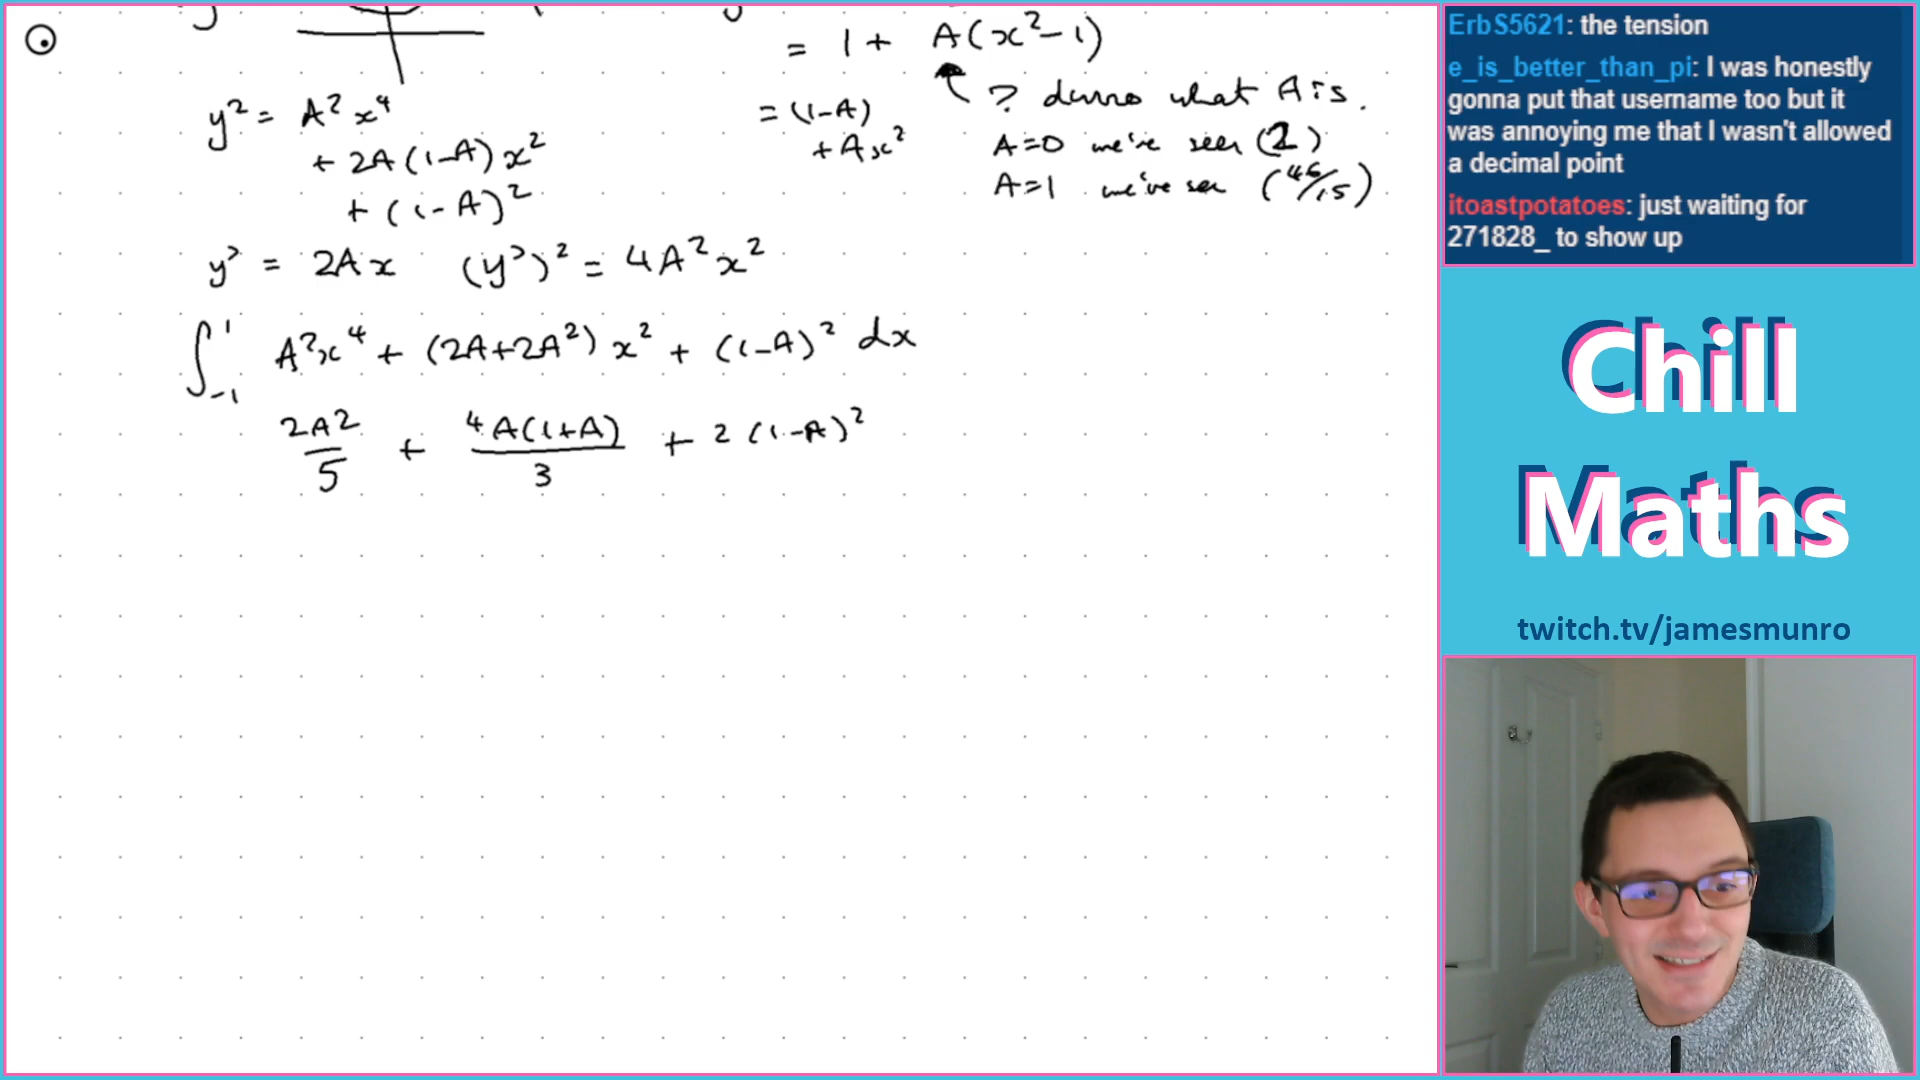 = 1 + A(x² - 1)
y² = A²x⁴
+ 2A(1-A)x²
+ (1-A)²
= (1-A)
+ Ax²
? dunno what A is.
A=0 we've seen (2)
A=1 we've seen (46/15)
y' = 2Ax (y')² = 4A²x²
∫₋₁¹ A²x⁴ + (2A+2A²)x² + (1-A)² dx
2A²/5 + 4A(1+A)/3 + 2(1-A)²
ErbS5621: the tension
e_is_better_than_pi: I was honestly
gonna put that username too but it
was annoying me that I wasn't allowed
a decimal point
itoastpotatoes: just waiting for
271828_ to show up
Chill
Maths
twitch.tv/jamesmunro